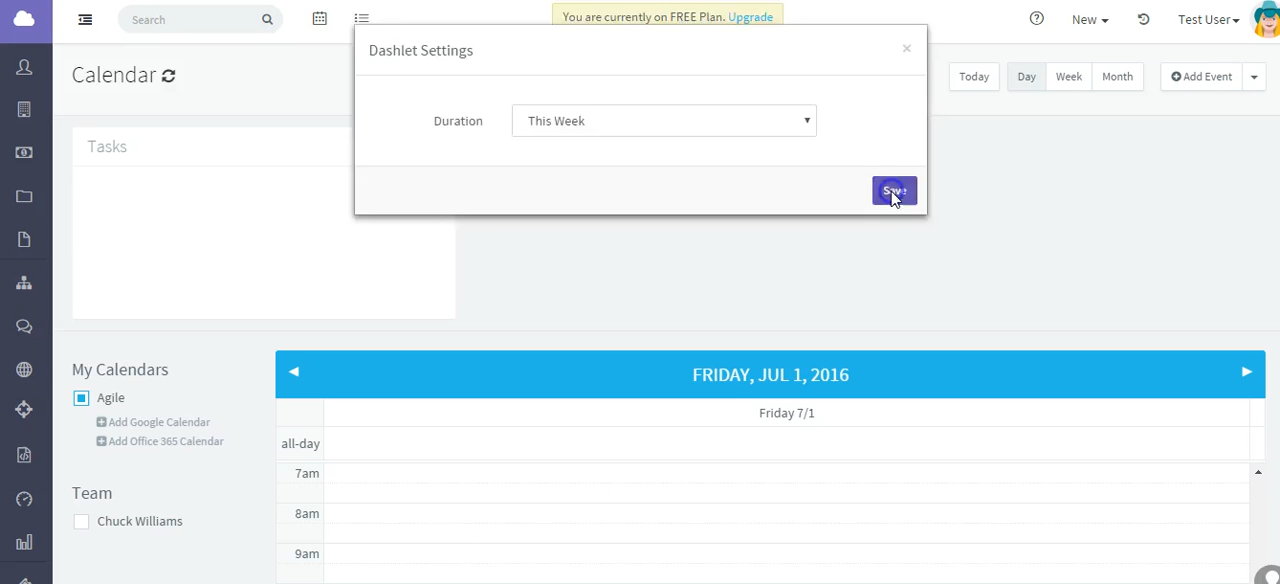 Search
You are currently on FREE Plan. Upgrade
New
Test User
Dashlet Settings
×
Calendar
Today
Day
Week
Month
Add Event
Duration
This Week
Tasks
Save
My Calendars
Agile
Add Google Calendar
Add Office 365 Calendar
Team
Chuck Williams
FRIDAY, JUL 1, 2016
Friday 7/1
all-day
7am
8am
9am